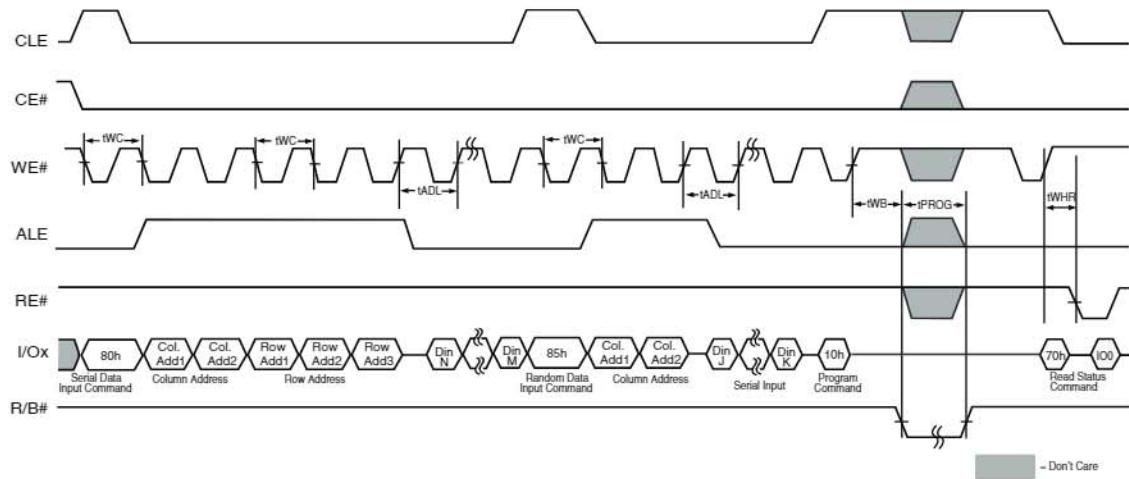 CLE
CE#
tWC tWC tWC
WE#
tADL tADL
tWB tPROG tWHR
ALE
RE#
I/Ox 80h Col. Add1 Col. Add2 Row Add1 Row Add2 Row Add3 Din N Din M 85h Col. Add1 Col. Add2 Din J Din K 10h 70h IO0
Serial Data Input Command Column Address Row Address Random Data Input Command Column Address Serial Input Program Command Read Status Command
R/B#
= Don't Care